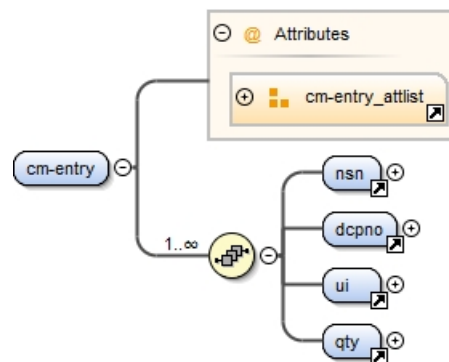 @ Attributes
cm-entry_attlist
cm-entry
1..∞
nsn
dcpno
ui
qty